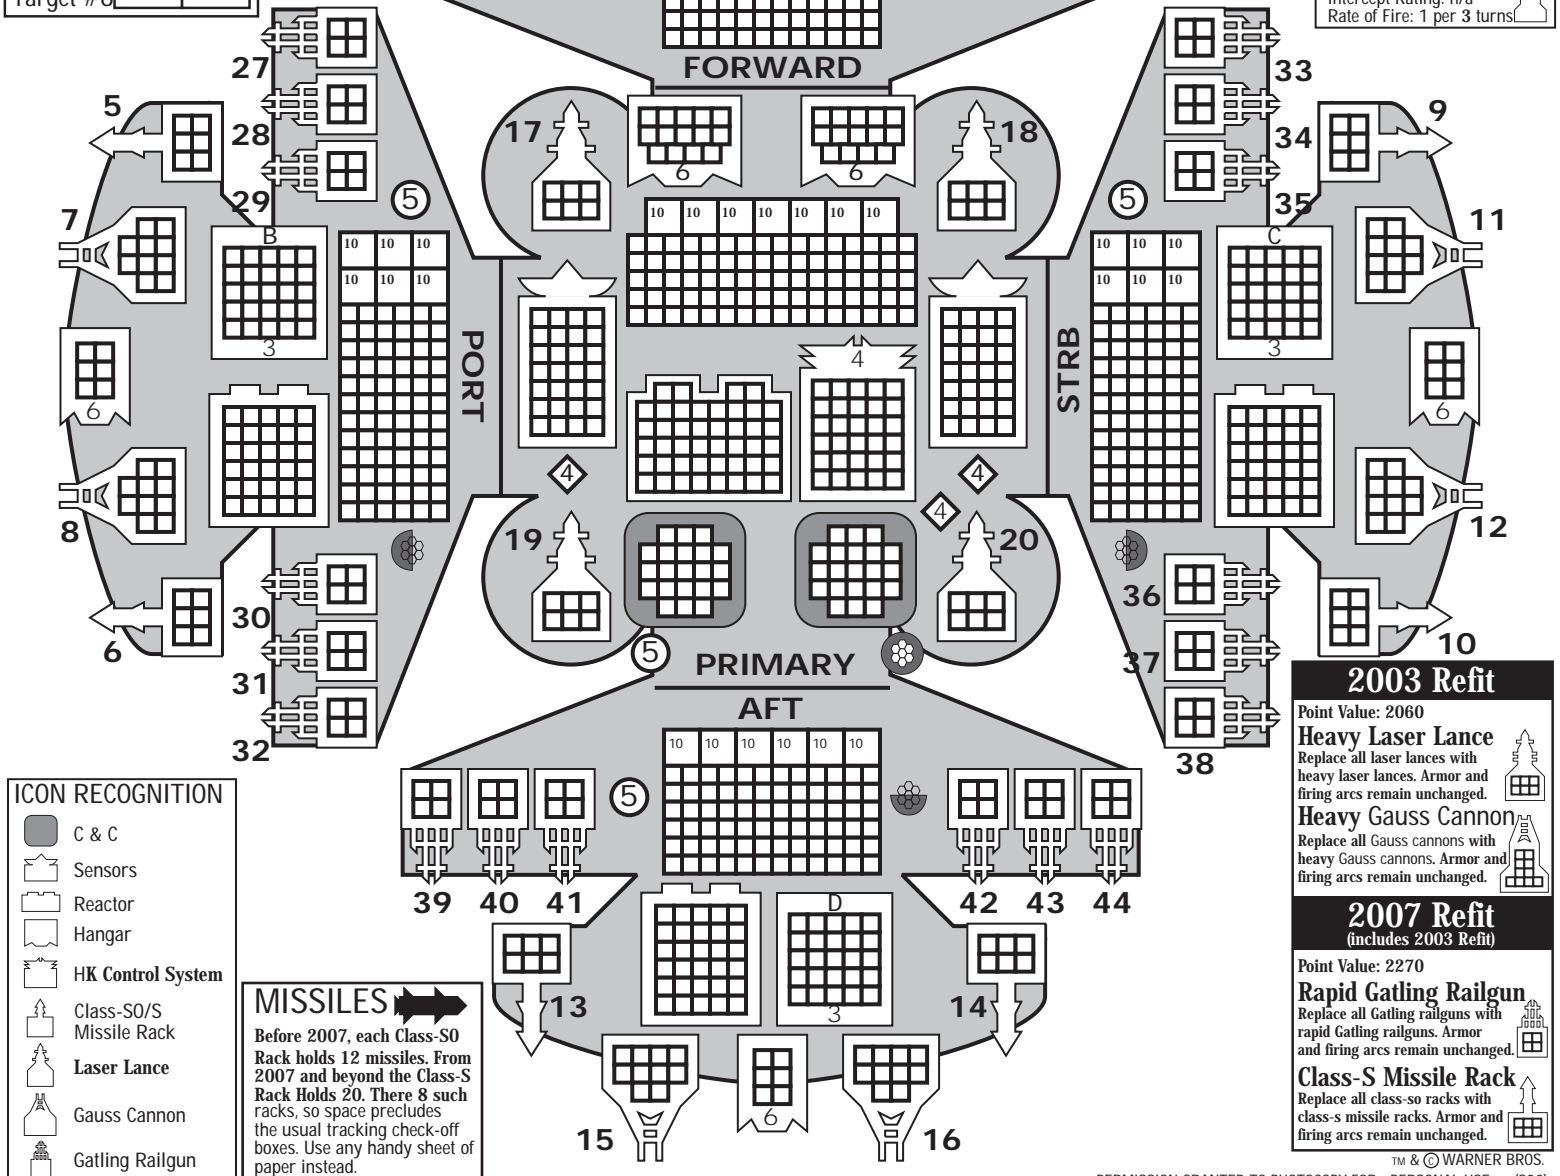 Target #8
Intercept Rating: n/a
Rate of Fire: 1 per 3 turns
FORWARD
27
28
29
5
7
8
6
B
3
6
5
10 10 10
10 10 10
PORT
30
31
32
17
18
6
6
10 10 10 10 10 10 10
4
4
4
4
19
20
5
PRIMARY
33
34
35
9
11
12
10
C
3
6
5
10 10 10
10 10 10
STRB
36
37
38
AFT
10 10 10 10 10 10
5
39 40 41
42 43 44
D
3
13
14
15
6
16
ICON RECOGNITION
C & C
Sensors
Reactor
Hangar
HK Control System
Class-SO/S
Missile Rack
Laser Lance
Gauss Cannon
Gatling Railgun
MISSILES
Before 2007, each Class-SO
Rack holds 12 missiles. From
2007 and beyond the Class-S
Rack Holds 20. There 8 such
racks, so space precludes
the usual tracking check-off
boxes. Use any handy sheet of
paper instead.
2003 Refit
Point Value: 2060
Heavy Laser Lance
Replace all laser lances with
heavy laser lances. Armor and
firing arcs remain unchanged.
Heavy Gauss Cannon
Replace all Gauss cannons with
heavy Gauss cannons. Armor and
firing arcs remain unchanged.
2007 Refit
(includes 2003 Refit)
Point Value: 2270
Rapid Gatling Railgun
Replace all Gatling railguns with
rapid Gatling railguns. Armor
and firing arcs remain unchanged.
Class-S Missile Rack
Replace all class-so racks with
class-s missile racks. Armor and
firing arcs remain unchanged.
TM & © WARNER BROS.